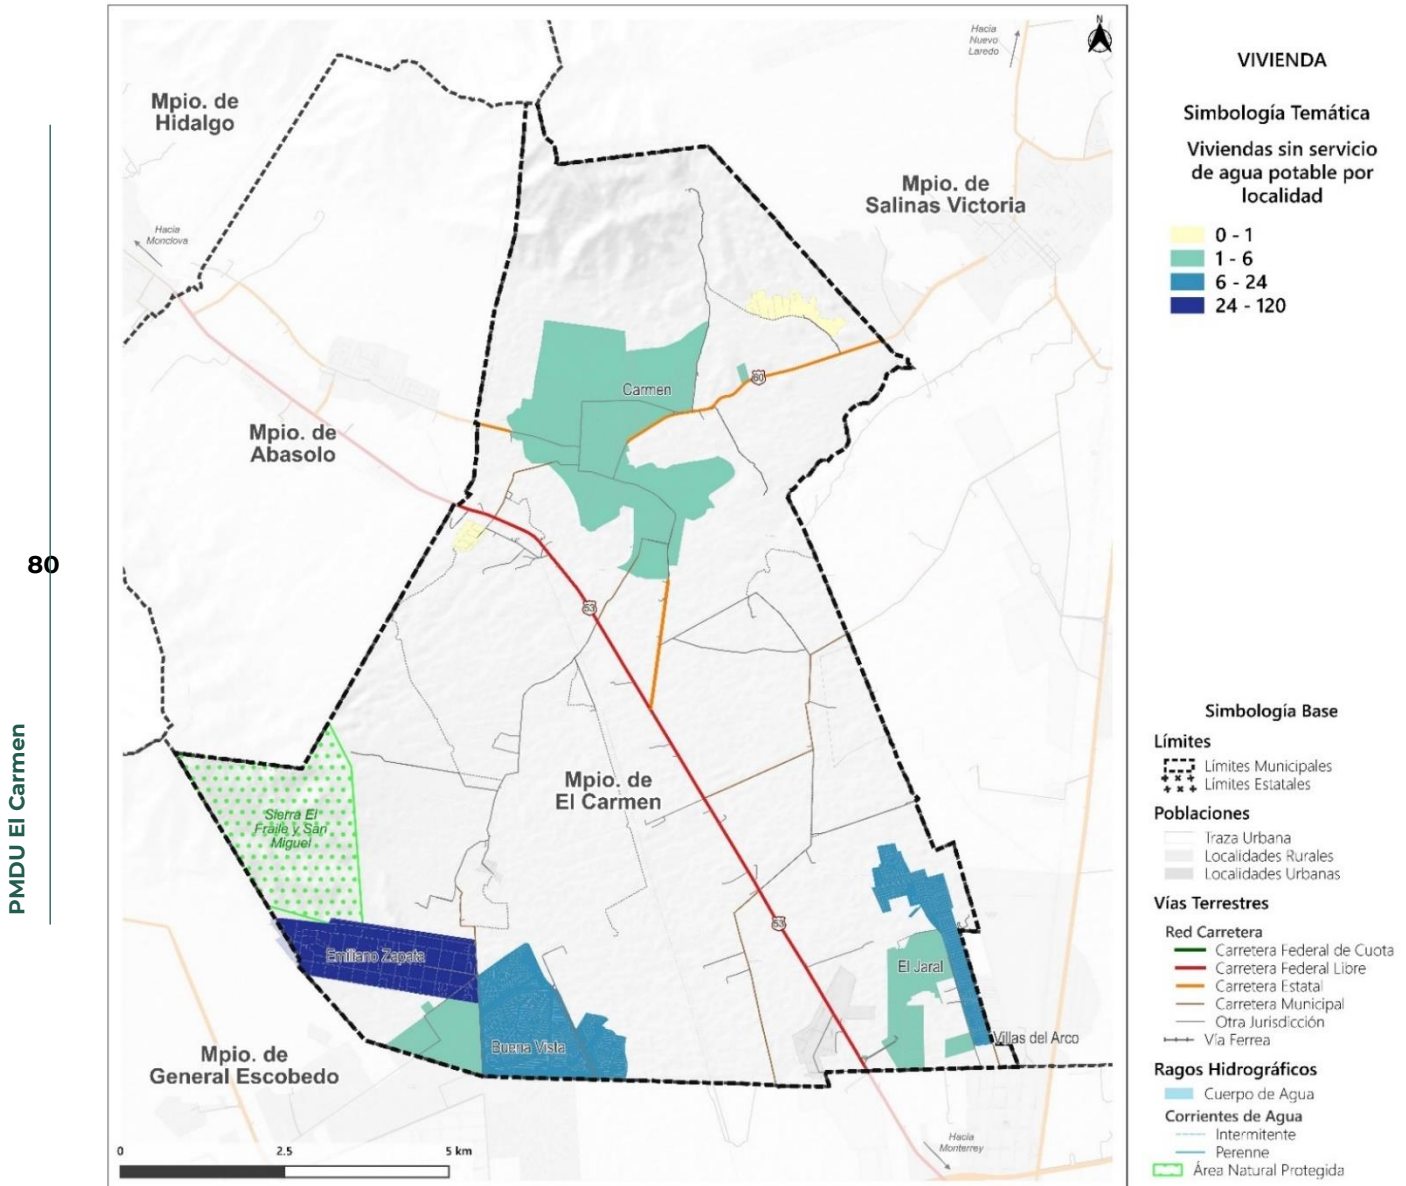 Hacia
Nuevo
Laredo
N
Mpio. de
Hidalgo
Mpio. de
Salinas Victoria
Hacia
Monclova
Carmen
60
Mpio. de
Abasolo
53
Mpio. de
El Carmen
Sierra El
Fraile y San
Miguel
53
Emiliano Zapata
El Jaral
Buena Vista
Villas del Arco
Mpio. de
General Escobedo
Hacia
Monterrey
0 2.5 5 km
VIVIENDA
Simbología Temática
Viviendas sin servicio
de agua potable por
localidad
0 - 1
1 - 6
6 - 24
24 - 120
Simbología Base
Límites
Límites Municipales
Límites Estatales
Poblaciones
Traza Urbana
Localidades Rurales
Localidades Urbanas
Vías Terrestres
Red Carretera
Carretera Federal de Cuota
Carretera Federal Libre
Carretera Estatal
Carretera Municipal
Otra Jurisdicción
Vía Ferrea
Ragos Hidrográficos
Cuerpo de Agua
Corrientes de Agua
Intermitente
Perenne
Área Natural Protegida
80
PMDU El Carmen